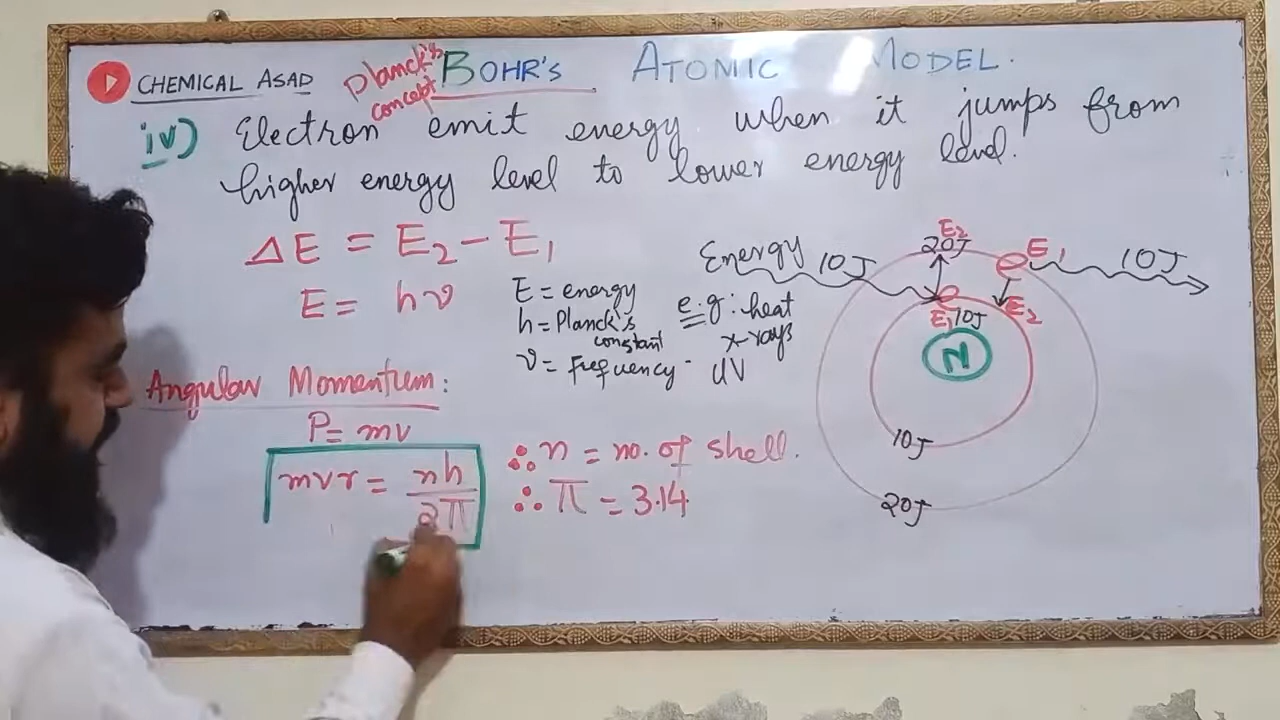 CHEMICAL ASAD
Planck's
concept
BOHR's ATOMIC MODEL.
iv) Electron emit energy when it jumps from
higher energy level to lower energy level.
ΔE = E₂ - E₁
E = hν
E = energy
h = Planck's
constant
ν = frequency
e.g: heat
x-rays
UV
Angular Momentum:
P = mv
mvr = nh/2π
∴ n = no. of shell.
∴ π = 3.14
Energy 10J
E₂
20J
E₁
10J
E₁ 10J
E₂
N
10J
20J